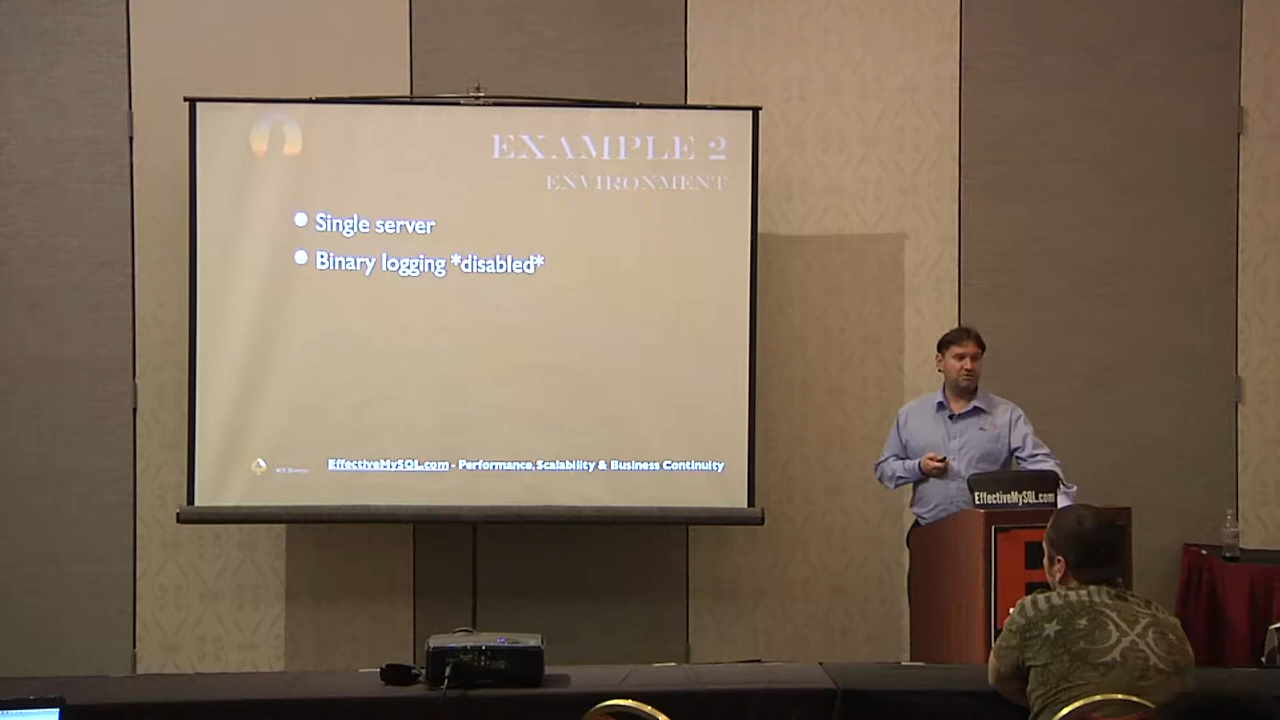 EXAMPLE 2
ENVIRONMENT
Single server
Binary logging *disabled*
EffectiveMySQL.com - Performance, Scalability & Business Continuity
EffectiveMySQL.com